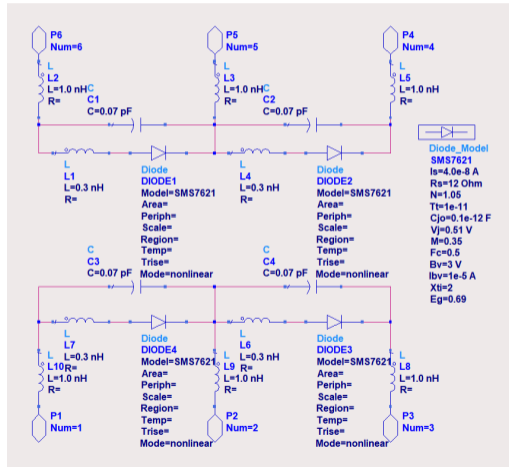 P6
Num=6
P5
Num=5
P4
Num=4
L
L2
L=1.0 nH
R=
C
C1
C=0.07 pF
L
L3
L=1.0 nH
R=
C
C2
C=0.07 pF
L
L5
L=1.0 nH
R=
L
L1
L=0.3 nH
R=
Diode
DIODE1
Model=SMS7621
Area=
Periph=
Scale=
Region=
Temp=
Trise=
Mode=nonlinear
L
L4
L=0.3 nH
R=
Diode
DIODE2
Model=SMS7621
Area=
Periph=
Scale=
Region=
Temp=
Trise=
Mode=nonlinear
Diode_Model
SMS7621
Is=4.0e-8 A
Rs=12 Ohm
N=1.05
Tt=1e-11
Cjo=0.1e-12 F
Vj=0.51 V
M=0.35
Fc=0.5
Bv=3 V
Ibv=1e-5 A
Xti=2
Eg=0.69
C
C3
C=0.07 pF
C
C4
C=0.07 pF
L
L7
L=0.3 nH
R=
L
L10
L=1.0 nH
R=
Diode
DIODE4
Model=SMS7621
Area=
Periph=
Scale=
Region=
Temp=
Trise=
Mode=nonlinear
L
L6
L=0.3 nH
R=
L
L9
L=1.0 nH
R=
Diode
DIODE3
Model=SMS7621
Area=
Periph=
Scale=
Region=
Temp=
Trise=
Mode=nonlinear
L
L8
L=1.0 nH
R=
P1
Num=1
P2
Num=2
P3
Num=3